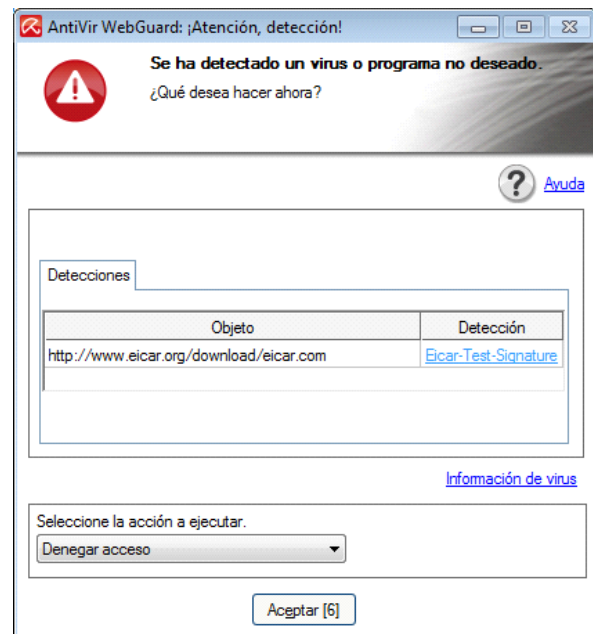 AntiVir WebGuard: ¡Atención, detección!
Se ha detectado un virus o programa no deseado.
¿Qué desea hacer ahora?
Ayuda
Detecciones
Objeto Detección
http://www.eicar.org/download/eicar.com Eicar-Test-Signature
Información de virus
Seleccione la acción a ejecutar.
Denegar acceso
Aceptar [6]